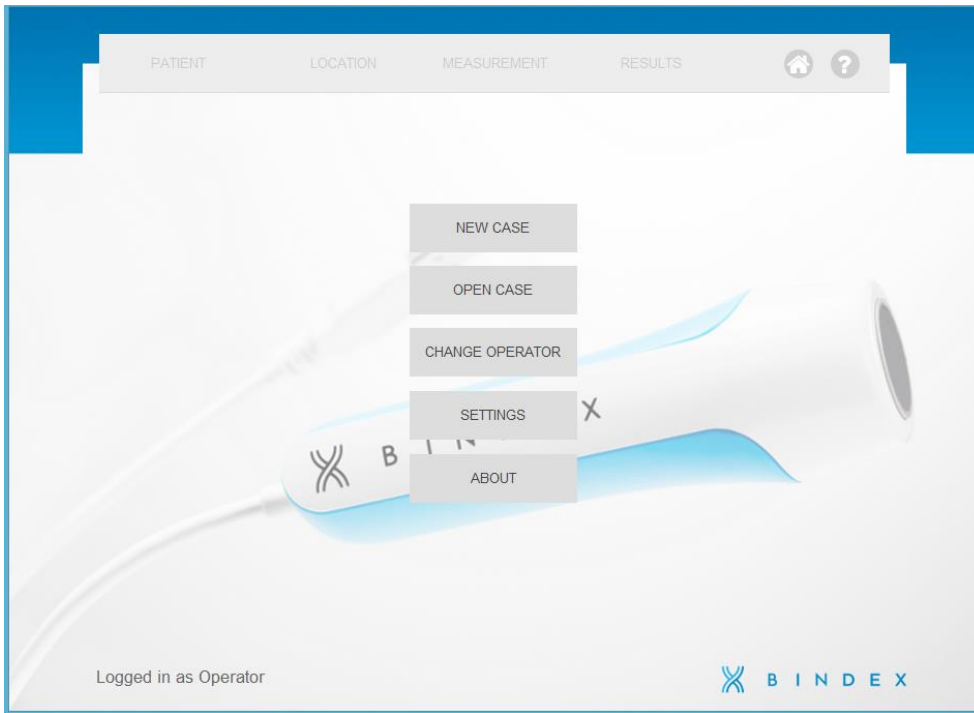 PATIENT LOCATION MEASUREMENT RESULTS ?
NEW CASE
OPEN CASE
CHANGE OPERATOR
SETTINGS
ABOUT
Logged in as Operator
BINDEX